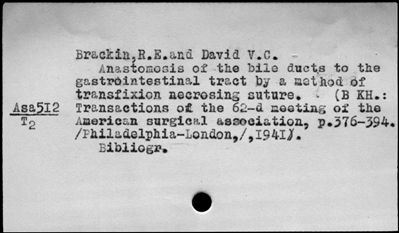 Brackin,R.E.and David V.C.
Anastomosis of the bile ducts to the
gastrointestinal tract by a method of
transfixion necrosing suture. . (В КН.:
Asa512
T2
Transactions of the 62-d meeting of the
American surgical association, p.376-394.
/Philadelphia-London,/,1941/.
Bibliogr.